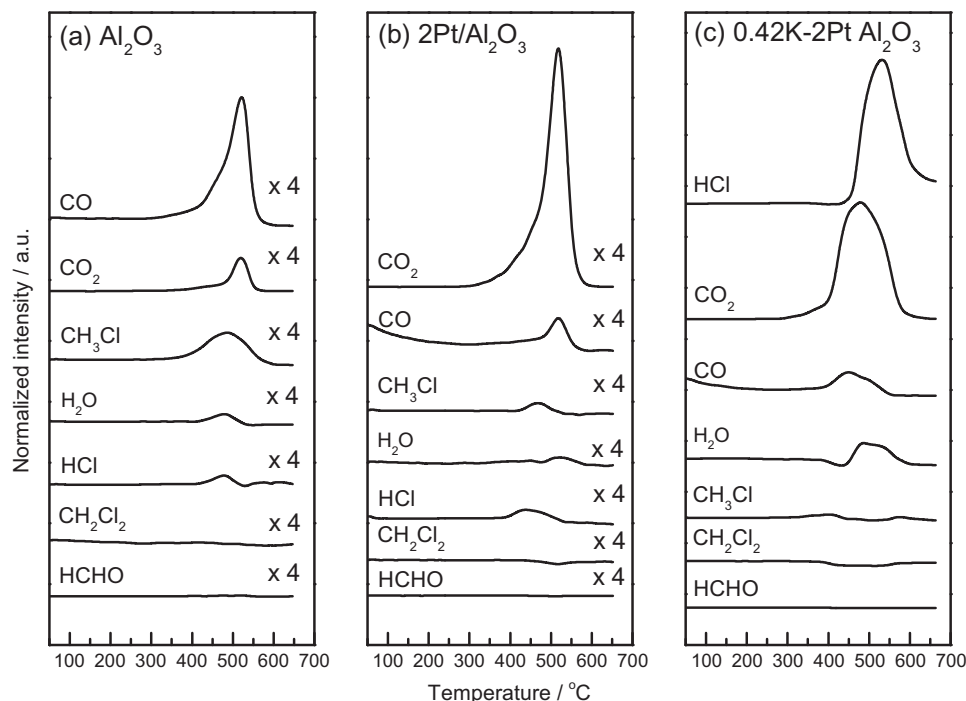 Normalized intensity / a.u.
(a) Al₂O₃
CO
x 4
CO₂
x 4
CH₃Cl
x 4
H₂O
x 4
HCl
x 4
CH₂Cl₂
x 4
HCHO
x 4
100 200 300 400 500 600 700
(b) 2Pt/Al₂O₃
CO₂
x 4
CO
x 4
CH₃Cl
x 4
H₂O
x 4
HCl
x 4
CH₂Cl₂
x 4
HCHO
x 4
100 200 300 400 500 600 700
(c) 0.42K-2Pt Al₂O₃
HCl
CO₂
CO
H₂O
CH₃Cl
CH₂Cl₂
HCHO
100 200 300 400 500 600 700
Temperature / °C